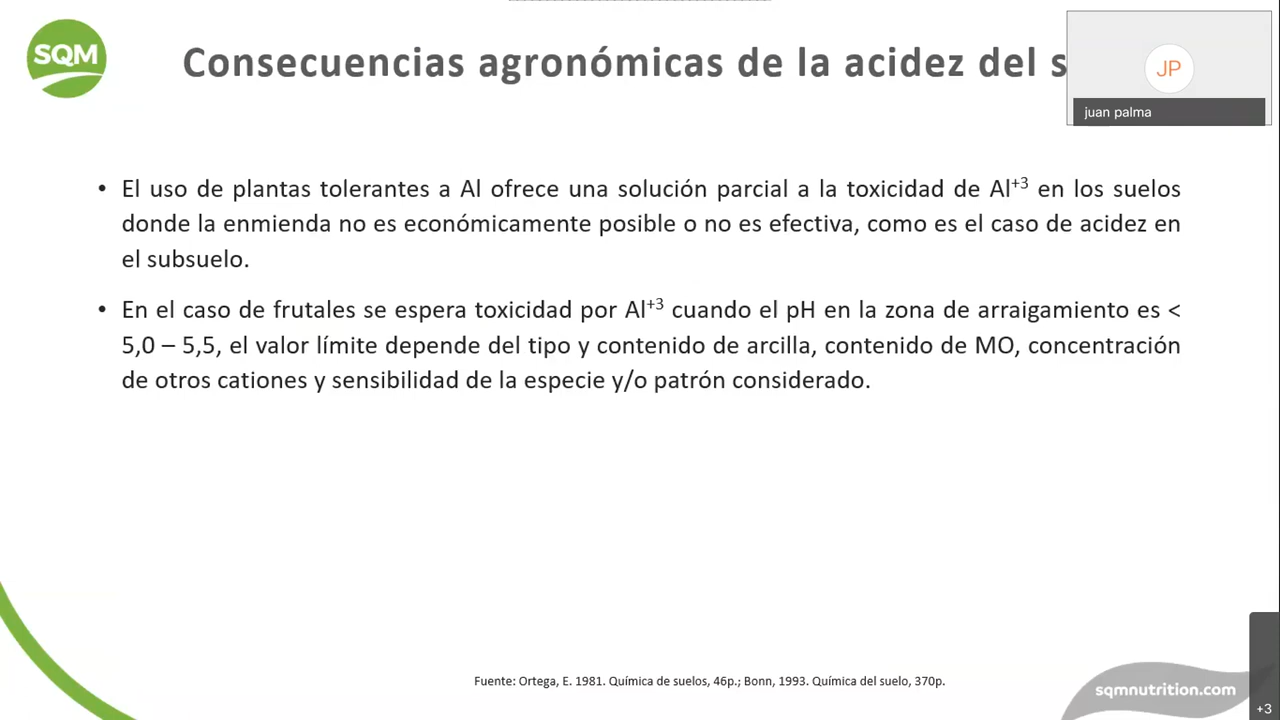 SQM
Consecuencias agronómicas de la acidez del s
JP
juan palma
• El uso de plantas tolerantes a Al ofrece una solución parcial a la toxicidad de Al+3 en los suelos
donde la enmienda no es económicamente posible o no es efectiva, como es el caso de acidez en
el subsuelo.
• En el caso de frutales se espera toxicidad por Al+3 cuando el pH en la zona de arraigamiento es <
5,0 – 5,5, el valor límite depende del tipo y contenido de arcilla, contenido de MO, concentración
de otros cationes y sensibilidad de la especie y/o patrón considerado.
Fuente: Ortega, E. 1981. Química de suelos, 46p.; Bonn, 1993. Química del suelo, 370p.
sqmnutrition.com
+3